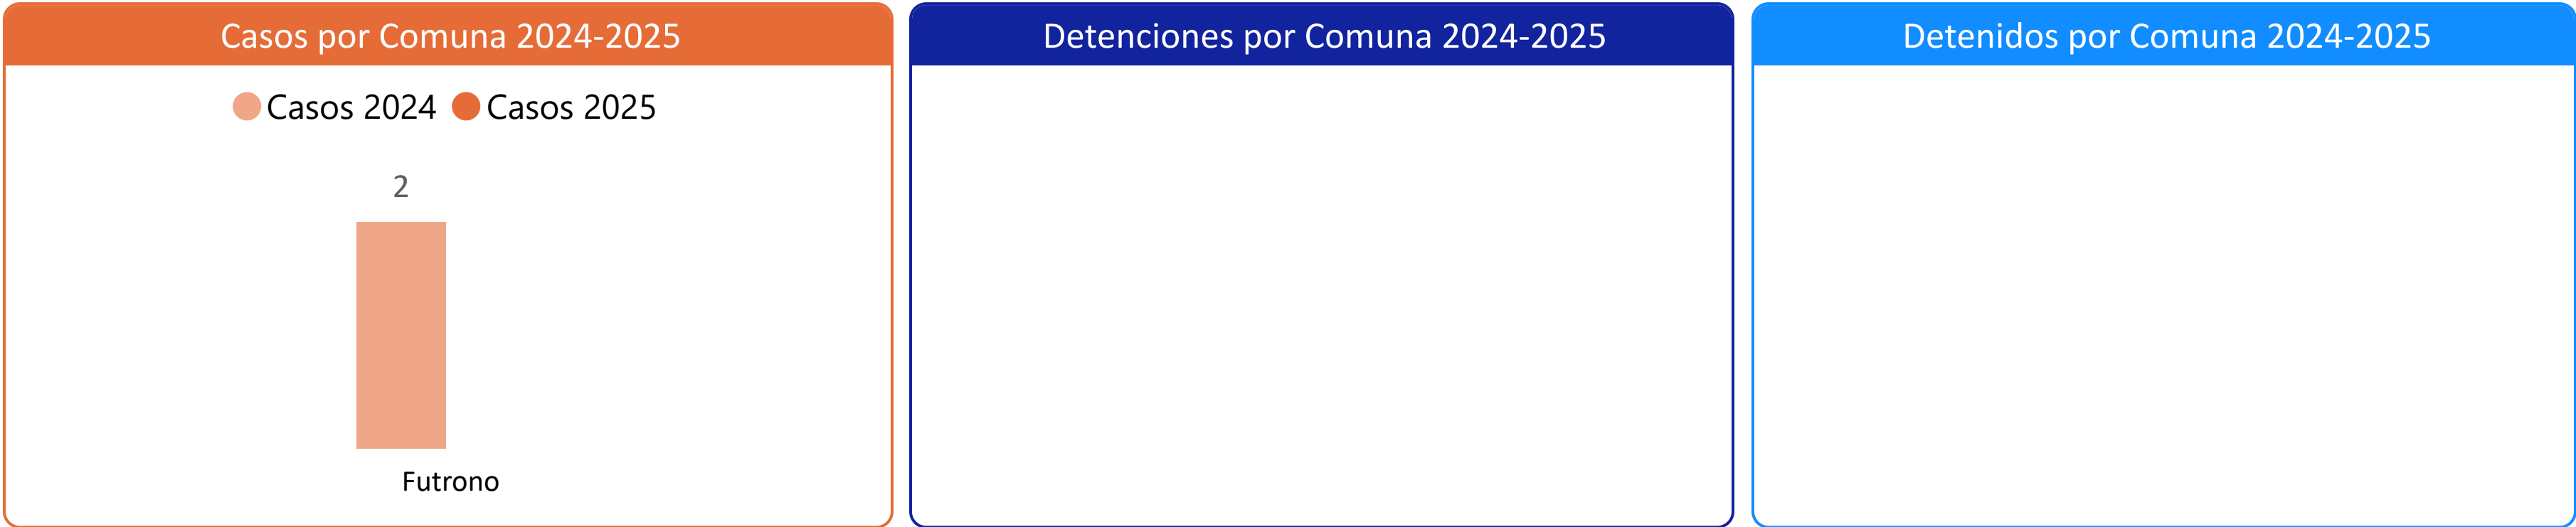 Casos por Comuna 2024-2025
Casos 2024 Casos 2025
2
Futrono
Detenciones por Comuna 2024-2025
Detenidos por Comuna 2024-2025